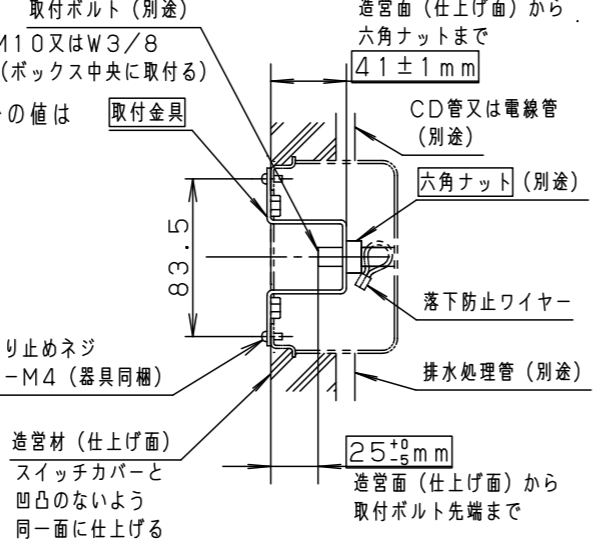 取付ボルト（別途）
M10又はW3/8
（ボックス中央に取付る）
の値は
取付金具
造営面（仕上げ面）から
六角ナットまで
41±1mm
CD管又は電線管
（別途）
六角ナット（別途）
83.5
落下防止ワイヤー
り止めネジ
－M4（器具同梱）
排水処理管（別途）
造営材（仕上げ面）
スイッチカバーと
凹凸のないよう
同一面に仕上げる
25+0-5mm
造営面（仕上げ面）から
取付ボルト先端まで